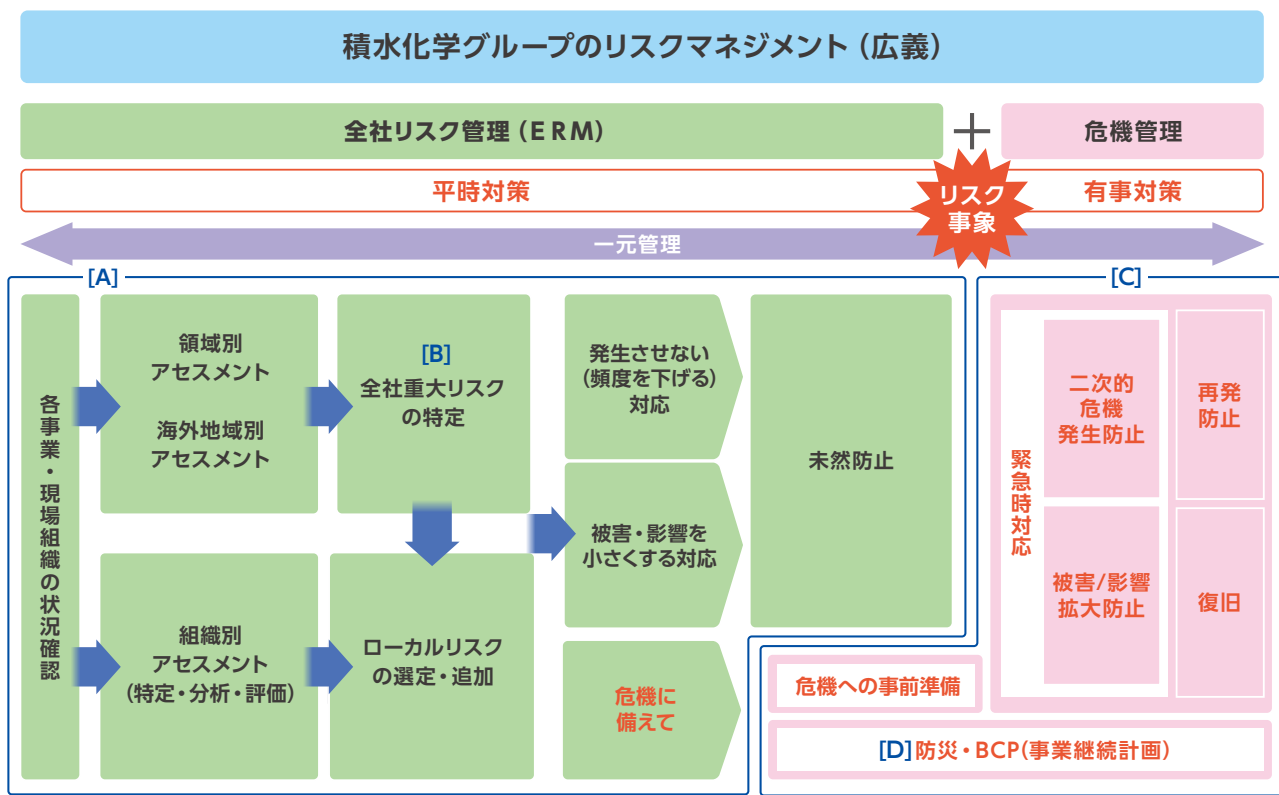 積水化学グループのリスクマネジメント（広義）
全社リスク管理（ERM）
＋
危機管理
平時対策
リスク
事象
有事対策
一元管理
[A]
各事業・現場組織の状況確認
領域別
アセスメント
海外地域別
アセスメント
組織別
アセスメント
(特定・分析・評価)
[B]
全社重大リスク
の特定
ローカルリスク
の選定・追加
発生させない
(頻度を下げる)
対応
被害・影響を
小さくする対応
危機に
備えて
未然防止
[C]
緊急時対応
二次的
危機
発生防止
被害/影響
拡大防止
再発
防止
復旧
危機への事前準備
[D]防災・BCP(事業継続計画)